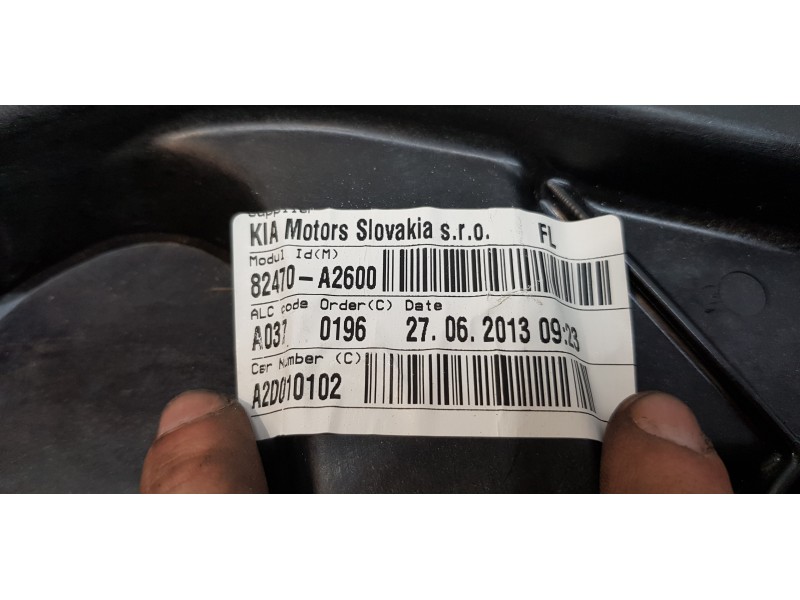 Supplier
KIA Motors Slovakia s.r.o. FL
Modul Id(M)
82470-A2600
ALC code Order(C) Date
A037 0196 27.06.2013 09:23
Car Number (C)
A2D010102